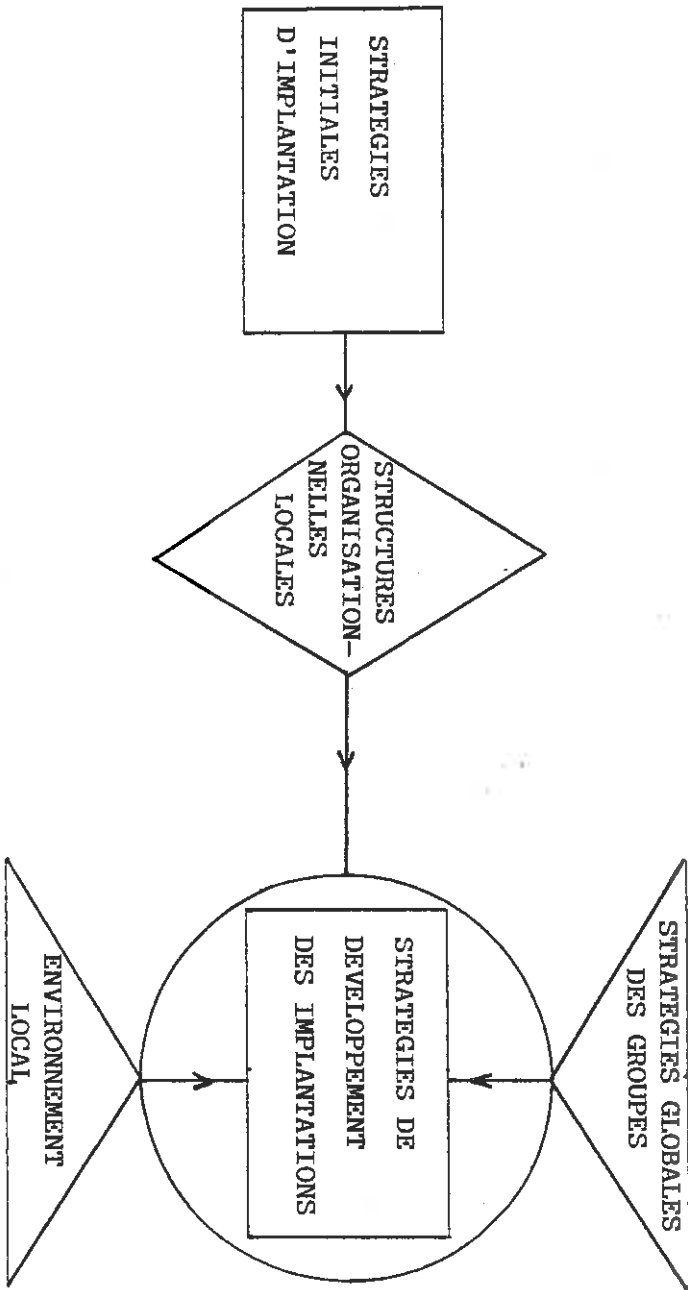 STRATEGIES
INITIALES
D'IMPLANTATION
STRUCTURES
ORGANISATION-
NELLES
LOCALES
STRATEGIES GLOBALES
DES GROUPES
STRATEGIES DE
DEVELOPPEMENT
DES IMPLANTATIONS
ENVIRONNEMENT
LOCAL